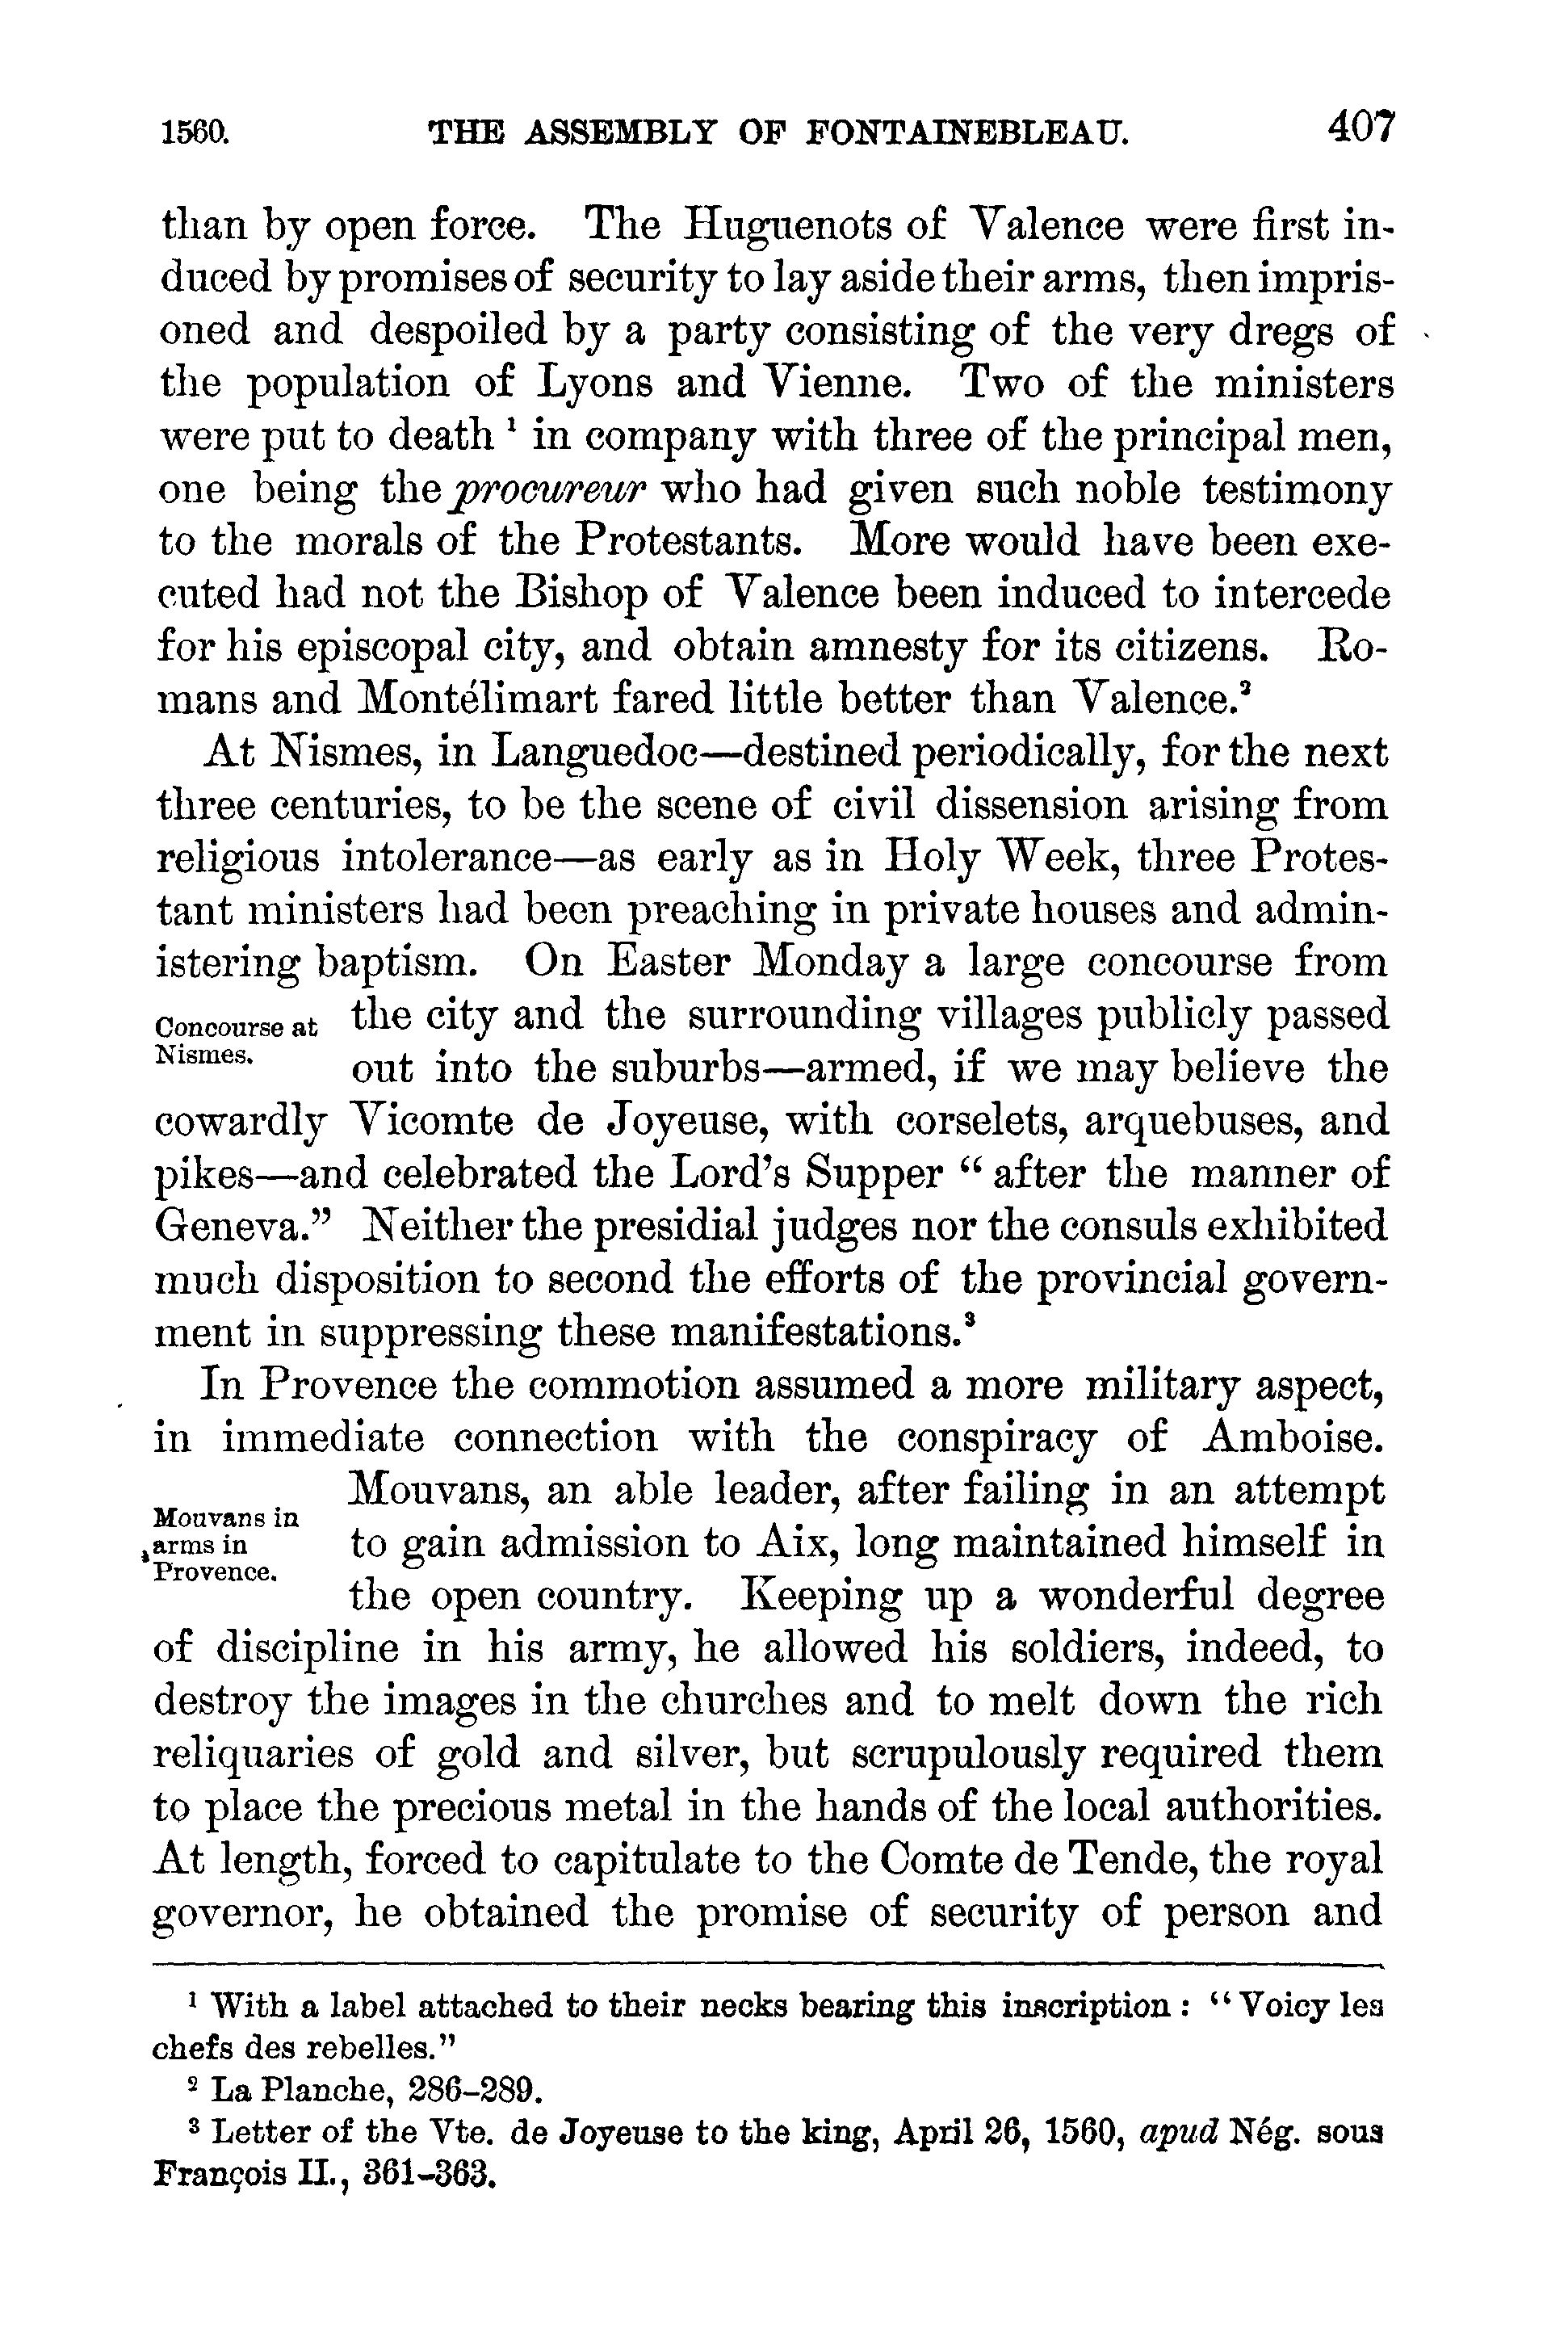 1560. THE ASSEMBLY OF FONTAINEBLEAU. 407
than by open force. The Huguenots of Valence were first in-
duced by promises of security to lay aside their arms, then impris-
oned and despoiled by a party consisting of the very dregs of
the population of Lyons and Vienne. Two of the ministers
were put to death ¹ in company with three of the principal men,
one being the procureur who had given such noble testimony
to the morals of the Protestants. More would have been exe-
cuted had not the Bishop of Valence been induced to intercede
for his episcopal city, and obtain amnesty for its citizens. Ro-
mans and Montélimart fared little better than Valence.²
At Nismes, in Languedoc—destined periodically, for the next
three centuries, to be the scene of civil dissension arising from
religious intolerance—as early as in Holy Week, three Protes-
tant ministers had been preaching in private houses and admin-
istering baptism. On Easter Monday a large concourse from
Concourse at
Nismes.
the city and the surrounding villages publicly passed
out into the suburbs—armed, if we may believe the
cowardly Vicomte de Joyeuse, with corselets, arquebuses, and
pikes—and celebrated the Lord's Supper “after the manner of
Geneva.” Neither the presidial judges nor the consuls exhibited
much disposition to second the efforts of the provincial govern-
ment in suppressing these manifestations.³
In Provence the commotion assumed a more military aspect,
in immediate connection with the conspiracy of Amboise.
Mouvans in
arms in
Provence.
Mouvans, an able leader, after failing in an attempt
to gain admission to Aix, long maintained himself in
the open country. Keeping up a wonderful degree
of discipline in his army, he allowed his soldiers, indeed, to
destroy the images in the churches and to melt down the rich
reliquaries of gold and silver, but scrupulously required them
to place the precious metal in the hands of the local authorities.
At length, forced to capitulate to the Comte de Tende, the royal
governor, he obtained the promise of security of person and
¹ With a label attached to their necks bearing this inscription: “Voicy les
chefs des rebelles.”
² La Planche, 286–289.
³ Letter of the Vte. de Joyeuse to the king, April 26, 1560, apud Nég. sous
François II., 361–363.